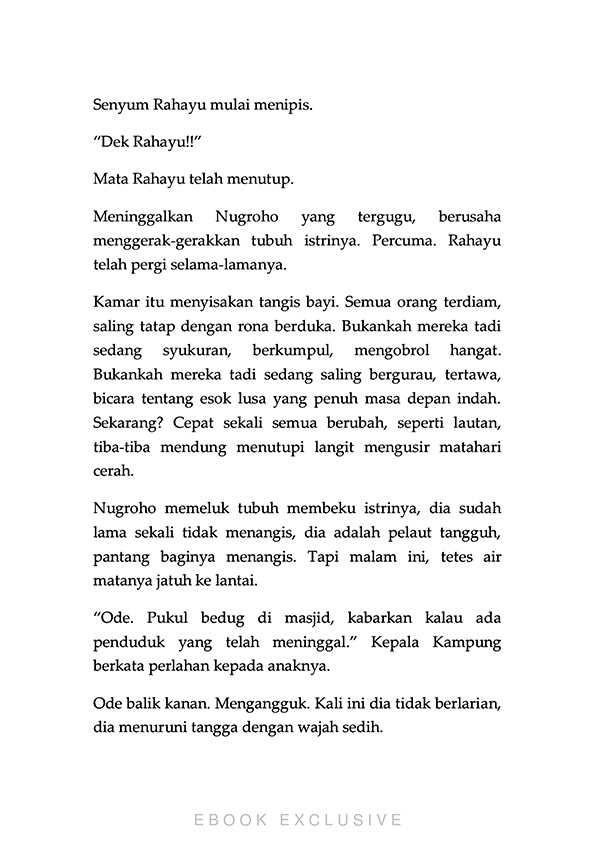 Senyum Rahayu mulai menipis.
“Dek Rahayu!!”
Mata Rahayu telah menutup.
Meninggalkan Nugroho yang tergugu, berusaha
menggerak-gerakkan tubuh istrinya. Percuma. Rahayu
telah pergi selama-lamanya.
Kamar itu menyisakan tangis bayi. Semua orang terdiam,
saling tatap dengan rona berduka. Bukankah mereka tadi
sedang syukuran, berkumpul, mengobrol hangat.
Bukankah mereka tadi sedang saling bergurau, tertawa,
bicara tentang esok lusa yang penuh masa depan indah.
Sekarang? Cepat sekali semua berubah, seperti lautan,
tiba-tiba mendung menutupi langit mengusir matahari
cerah.
Nugroho memeluk tubuh membeku istrinya, dia sudah
lama sekali tidak menangis, dia adalah pelaut tangguh,
pantang baginya menangis. Tapi malam ini, tetes air
matanya jatuh ke lantai.
“Ode. Pukul bedug di masjid, kabarkan kalau ada
penduduk yang telah meninggal.” Kepala Kampung
berkata perlahan kepada anaknya.
Ode balik kanan. Mengangguk. Kali ini dia tidak berlarian,
dia menuruni tangga dengan wajah sedih.
EBOOK EXCLUSIVE